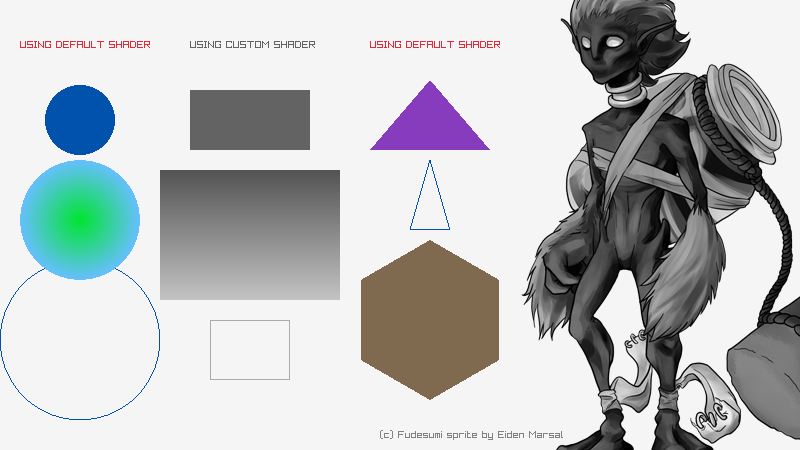 USING DEFAULT SHADER
USING CUSTOM SHADER
USING DEFAULT SHADER
(c) Fudesumi sprite by Eiden Marsal